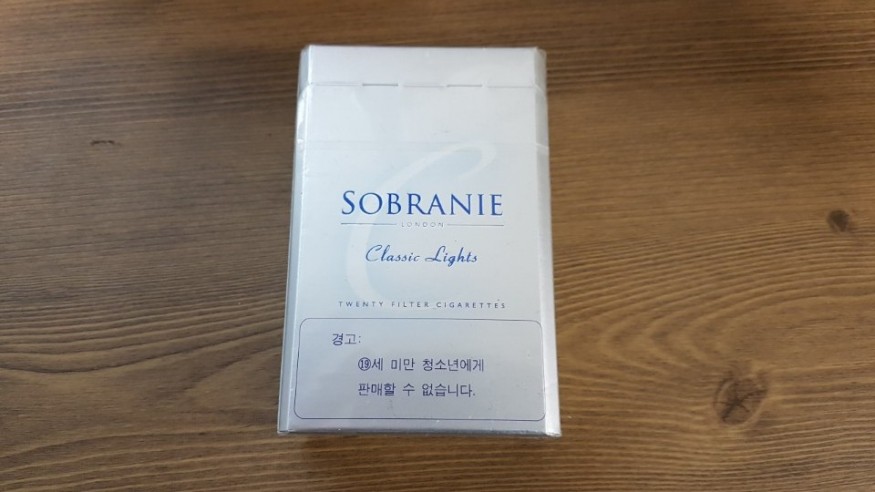 SOBRANIE
LONDON
Classic Lights
TWENTY FILTER CIGARETTES
경고:
⑲세 미만 청소년에게
판매할 수 없습니다.